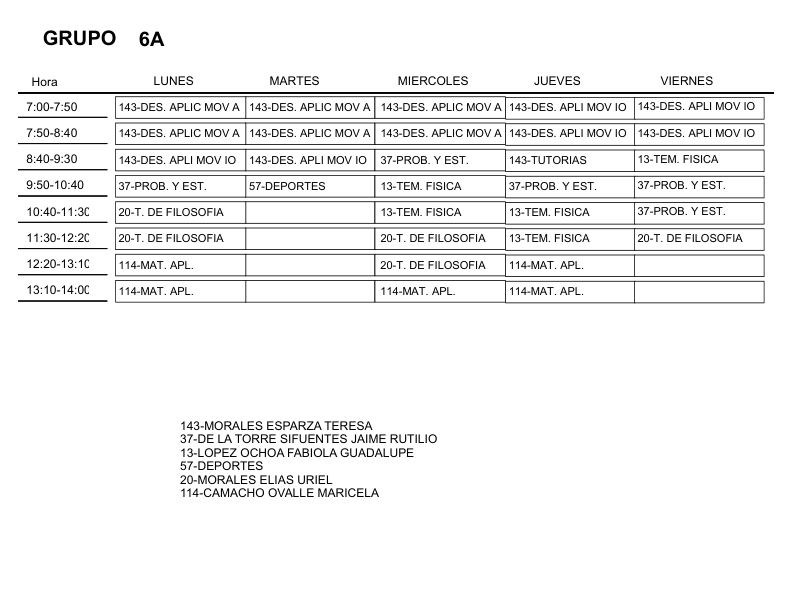 GRUPO 6A
Hora LUNES MARTES MIERCOLES JUEVES VIERNES
7:00-7:50 143-DES. APLIC MOV A 143-DES. APLIC MOV A 143-DES. APLIC MOV A 143-DES. APLI MOV IO 143-DES. APLI MOV IO
7:50-8:40 143-DES. APLIC MOV A 143-DES. APLIC MOV A 143-DES. APLIC MOV A 143-DES. APLI MOV IO 143-DES. APLI MOV IO
8:40-9:30 143-DES. APLI MOV IO 143-DES. APLI MOV IO 37-PROB. Y EST. 143-TUTORIAS 13-TEM. FISICA
9:50-10:40 37-PROB. Y EST. 57-DEPORTES 13-TEM. FISICA 37-PROB. Y EST. 37-PROB. Y EST.
10:40-11:30 20-T. DE FILOSOFIA 13-TEM. FISICA 13-TEM. FISICA 37-PROB. Y EST.
11:30-12:20 20-T. DE FILOSOFIA 20-T. DE FILOSOFIA 13-TEM. FISICA 20-T. DE FILOSOFIA
12:20-13:10 114-MAT. APL. 20-T. DE FILOSOFIA 114-MAT. APL.
13:10-14:00 114-MAT. APL. 114-MAT. APL. 114-MAT. APL.
143-MORALES ESPARZA TERESA
37-DE LA TORRE SIFUENTES JAIME RUTILIO
13-LOPEZ OCHOA FABIOLA GUADALUPE
57-DEPORTES
20-MORALES ELIAS URIEL
114-CAMACHO OVALLE MARICELA